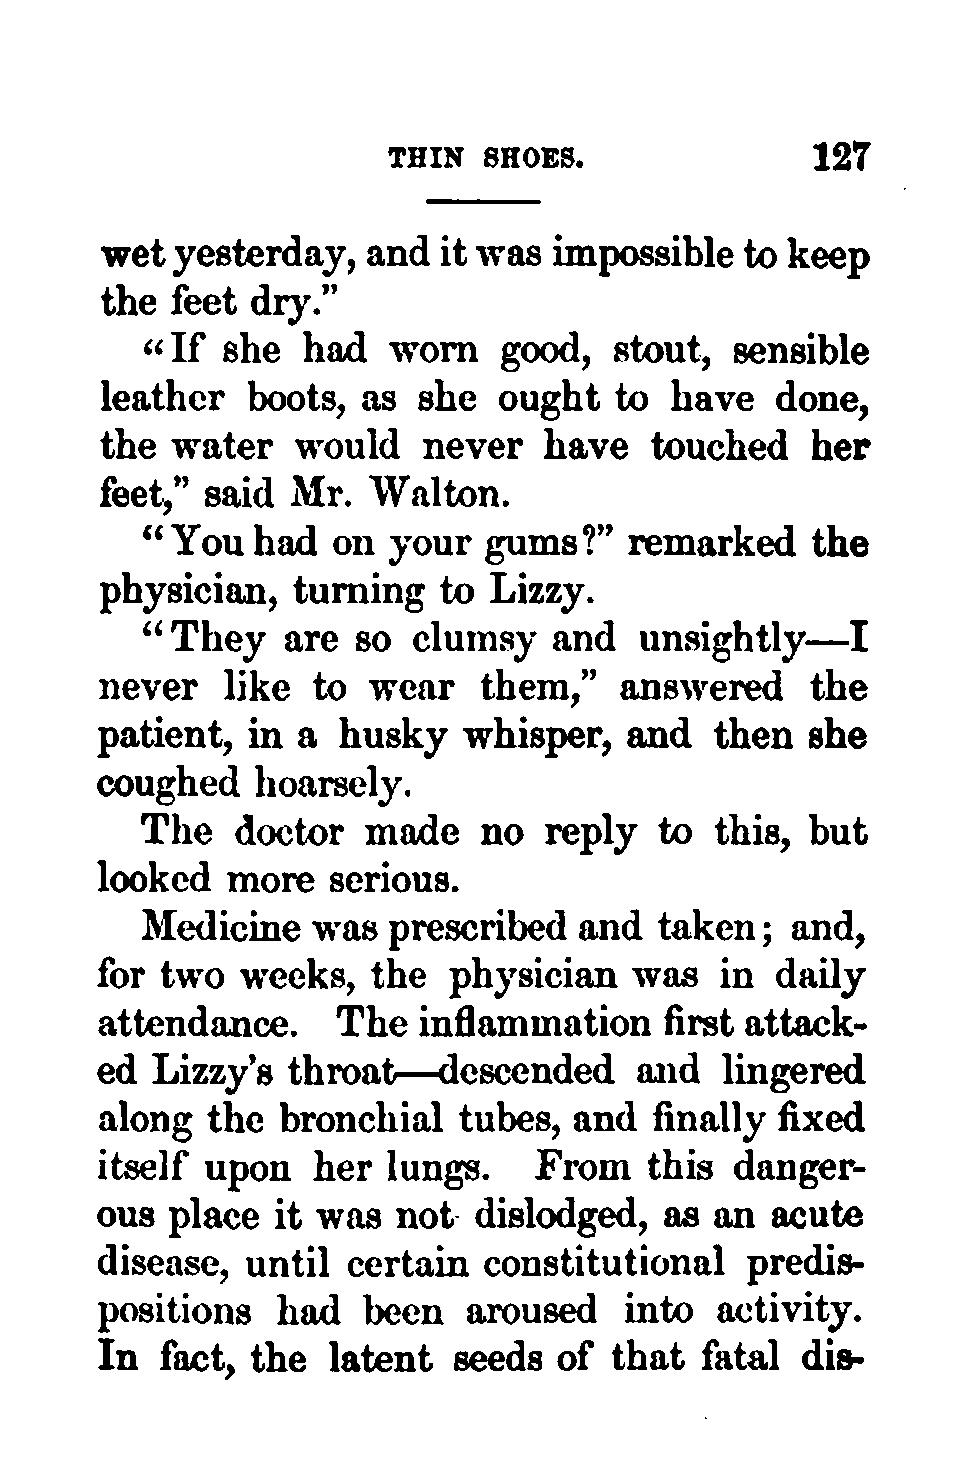 THIN SHOES. 127
wet yesterday, and it was impossible to keep
the feet dry."
"If she had worn good, stout, sensible
leather boots, as she ought to have done,
the water would never have touched her
feet," said Mr. Walton.
"You had on your gums?" remarked the
physician, turning to Lizzy.
"They are so clumsy and unsightly—I
never like to wear them," answered the
patient, in a husky whisper, and then she
coughed hoarsely.
The doctor made no reply to this, but
looked more serious.
Medicine was prescribed and taken; and,
for two weeks, the physician was in daily
attendance. The inflammation first attack-
ed Lizzy's throat—descended and lingered
along the bronchial tubes, and finally fixed
itself upon her lungs. From this danger-
ous place it was not dislodged, as an acute
disease, until certain constitutional predis-
positions had been aroused into activity.
In fact, the latent seeds of that fatal dis-